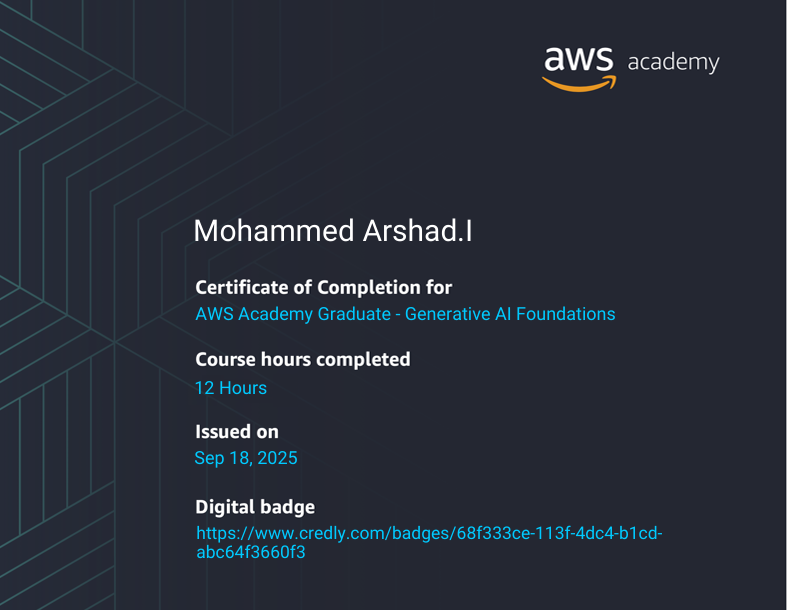 aws academy
Mohammed Arshad.I
Certificate of Completion for
AWS Academy Graduate - Generative AI Foundations
Course hours completed
12 Hours
Issued on
Sep 18, 2025
Digital badge
https://www.credly.com/badges/68f333ce-113f-4dc4-b1cd-
abc64f3660f3